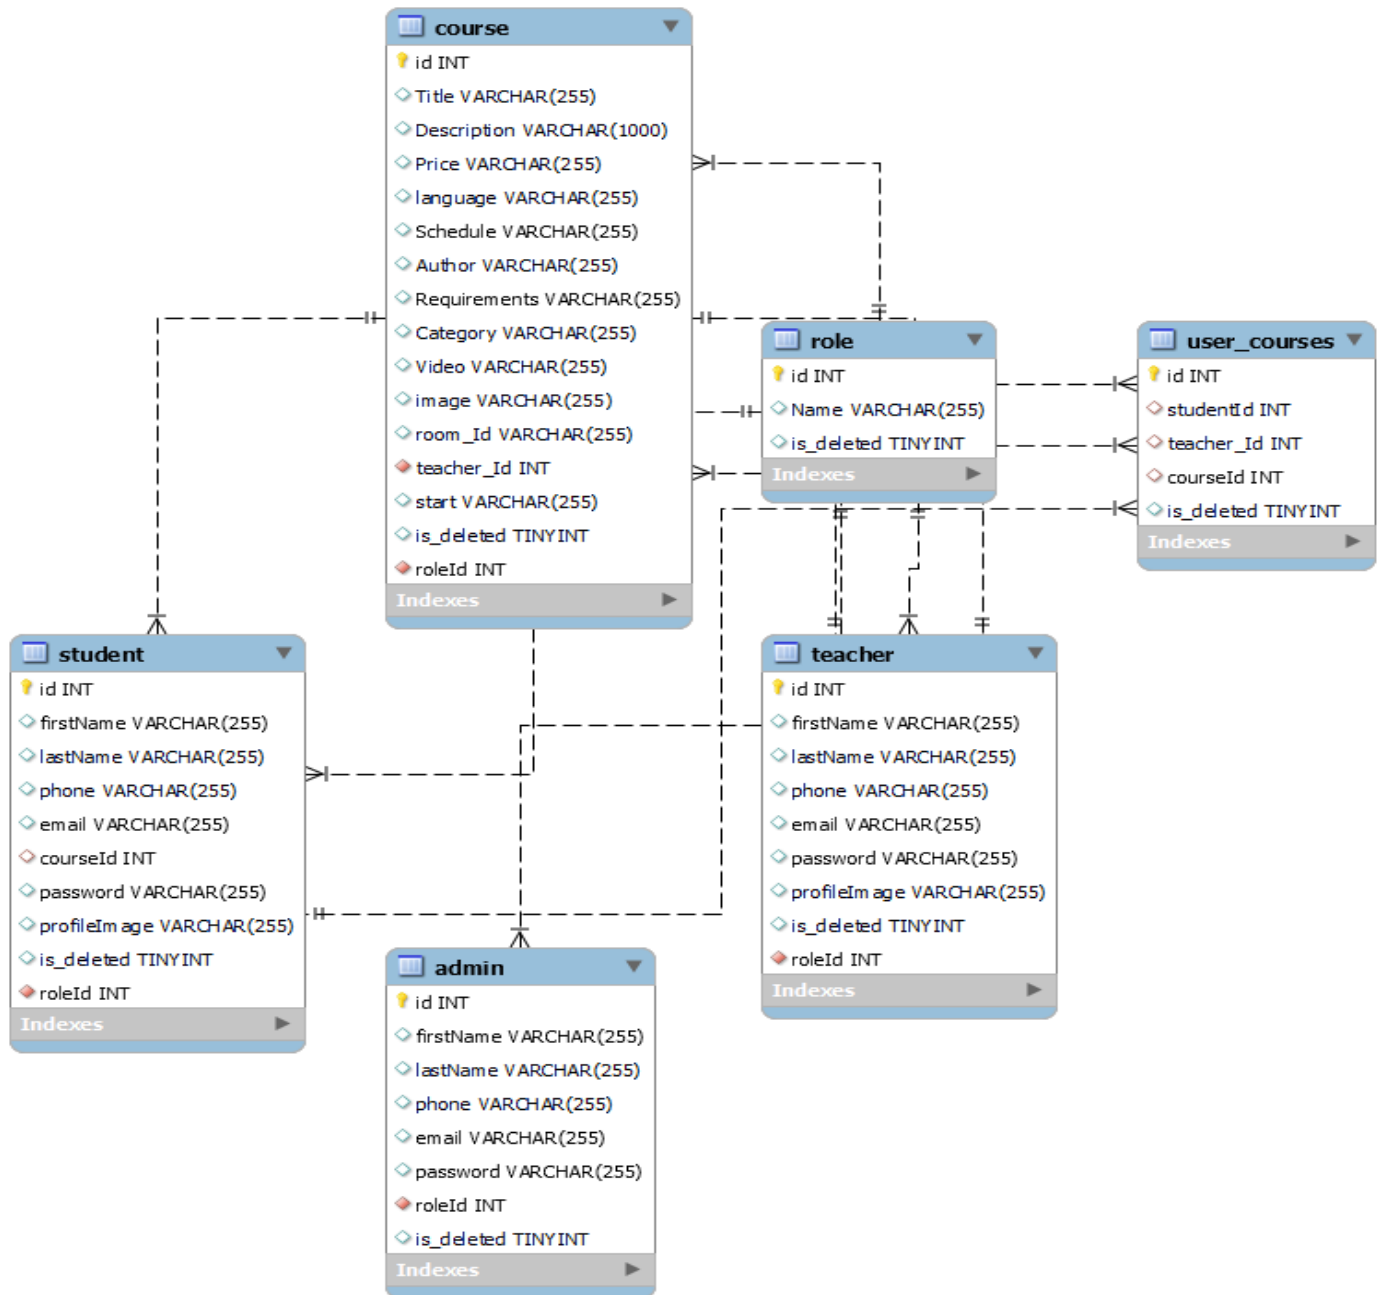 course
id INT
Title VARCHAR(255)
Description VARCHAR(1000)
Price VARCHAR(255)
language VARCHAR(255)
Schedule VARCHAR(255)
Author VARCHAR(255)
Requirements VARCHAR(255)
Category VARCHAR(255)
Video VARCHAR(255)
image VARCHAR(255)
room_Id VARCHAR(255)
teacher_Id INT
start VARCHAR(255)
is_deleted TINYINT
roleId INT
Indexes
role
id INT
Name VARCHAR(255)
is_deleted TINYINT
Indexes
user_courses
id INT
studentId INT
teacher_Id INT
courseId INT
is_deleted TINYINT
Indexes
student
id INT
firstName VARCHAR(255)
lastName VARCHAR(255)
phone VARCHAR(255)
email VARCHAR(255)
courseId INT
password VARCHAR(255)
profileImage VARCHAR(255)
is_deleted TINYINT
roleId INT
Indexes
teacher
id INT
firstName VARCHAR(255)
lastName VARCHAR(255)
phone VARCHAR(255)
email VARCHAR(255)
password VARCHAR(255)
profileImage VARCHAR(255)
is_deleted TINYINT
roleId INT
Indexes
admin
id INT
firstName VARCHAR(255)
lastName VARCHAR(255)
phone VARCHAR(255)
email VARCHAR(255)
password VARCHAR(255)
roleId INT
is_deleted TINYINT
Indexes